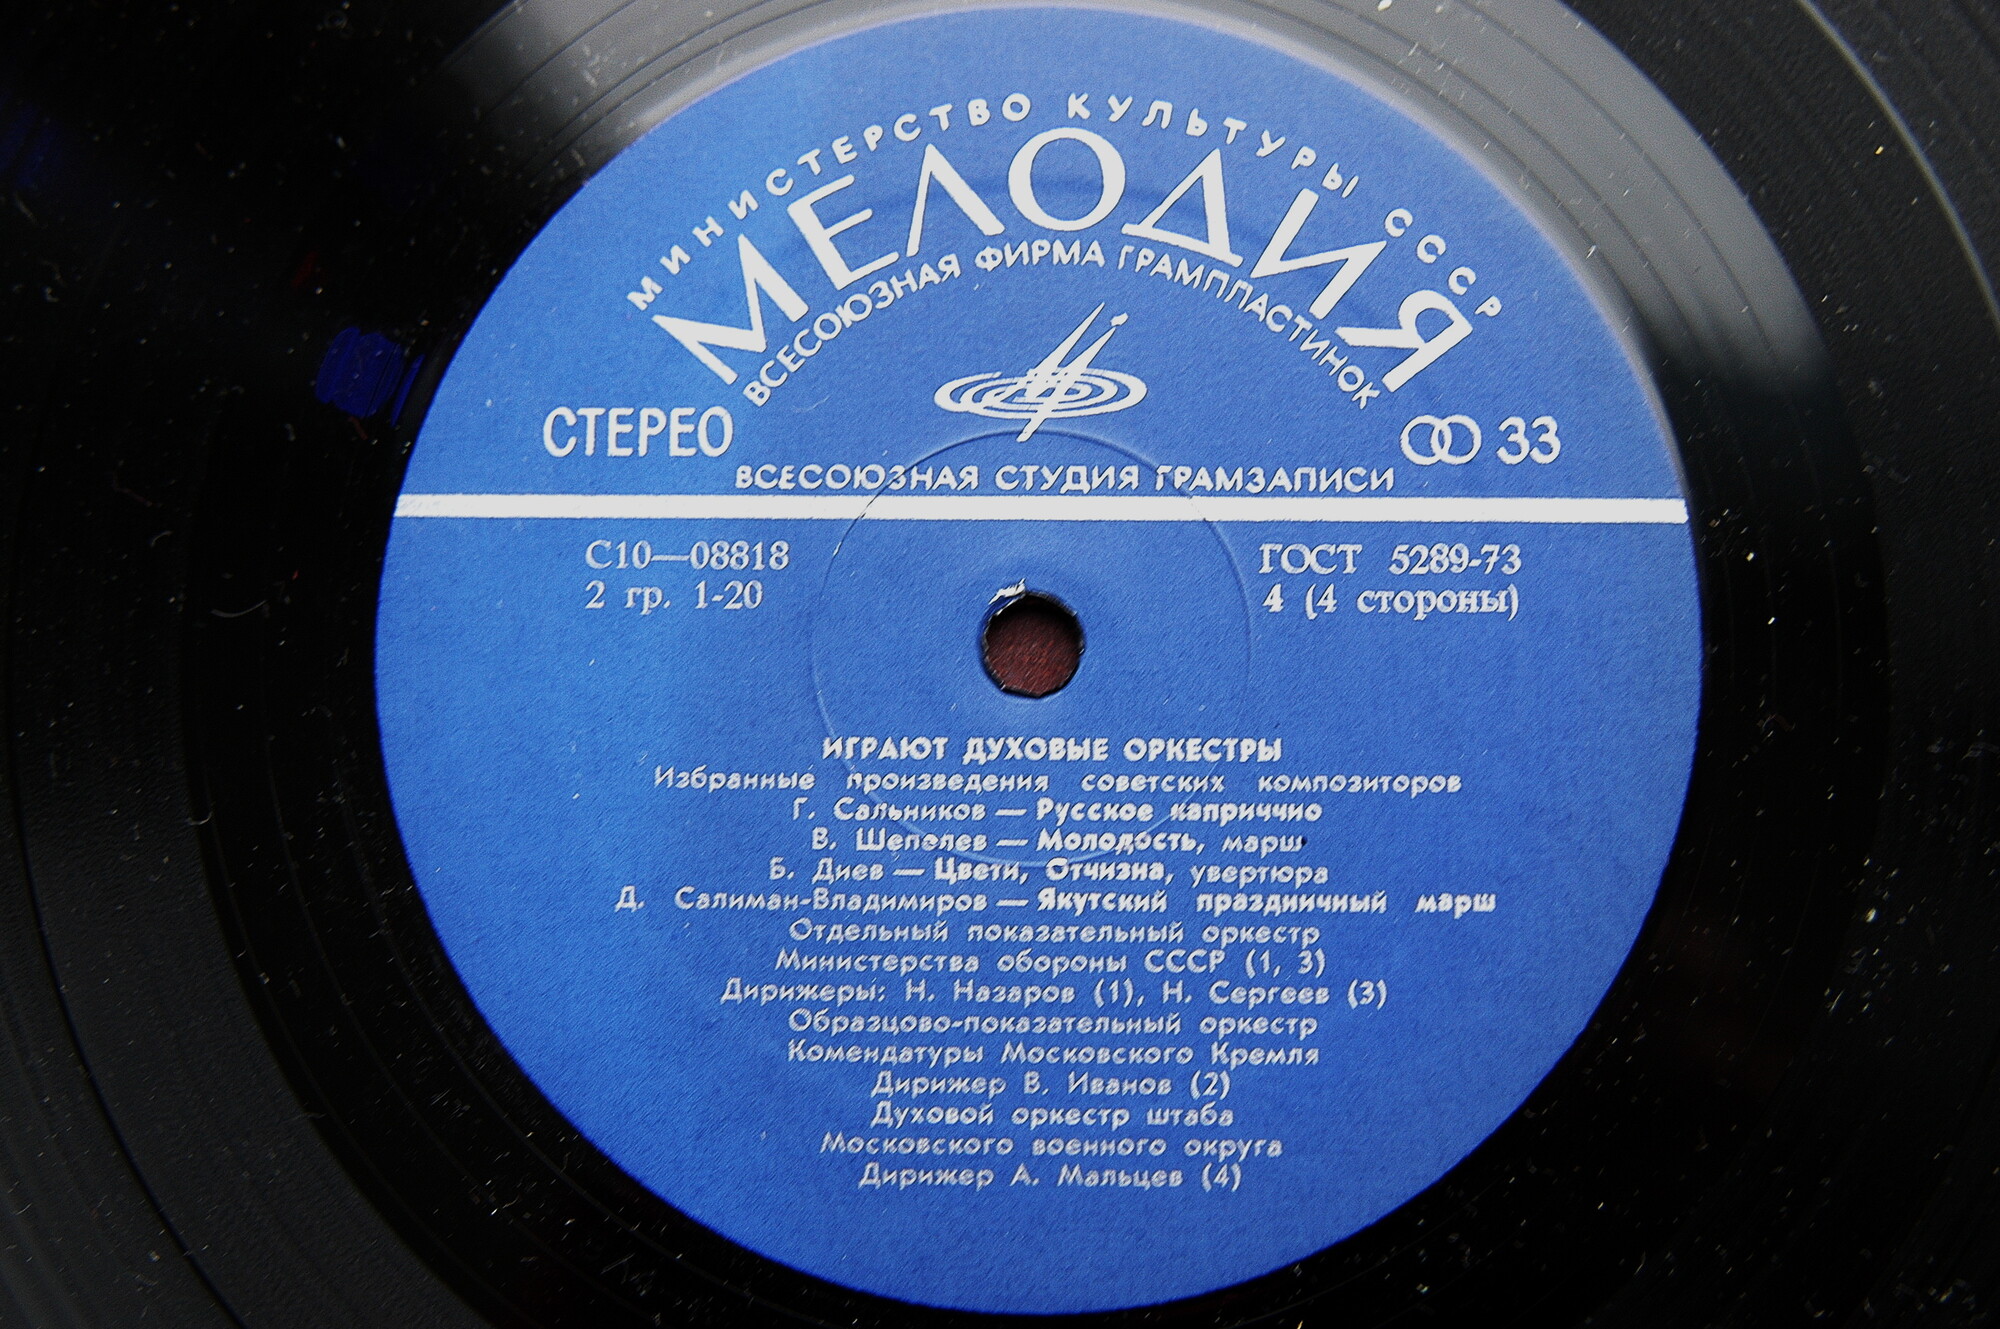 МИНИСТЕРСТВО КУЛЬТУРЫ СССР
МЕЛОДИЯ
ВСЕСОЮЗНАЯ ФИРМА ГРАМПЛАСТИНОК
СТЕРЕО
33
ВСЕСОЮЗНАЯ СТУДИЯ ГРАМЗАПИСИ
С10—08818
2 гр. 1-20
ГОСТ 5289-73
4 (4 стороны)
ИГРАЮТ ДУХОВЫЕ ОРКЕСТРЫ
Избранные произведения советских композиторов
Г. Сальников — Русское каприччио
В. Шепелев — Молодость, марш
Б. Диев — Цвети, Отчизна, увертюра
Д. Салиман-Владимиров — Якутский праздничный марш
Отдельный показательный оркестр
Министерства обороны СССР (1, 3)
Дирижеры: Н. Назаров (1), Н. Сергеев (3)
Образцово-показательный оркестр
Комендатуры Московского Кремля
Дирижер В. Иванов (2)
Духовой оркестр штаба
Московского военного округа
Дирижер А. Мальцев (4)